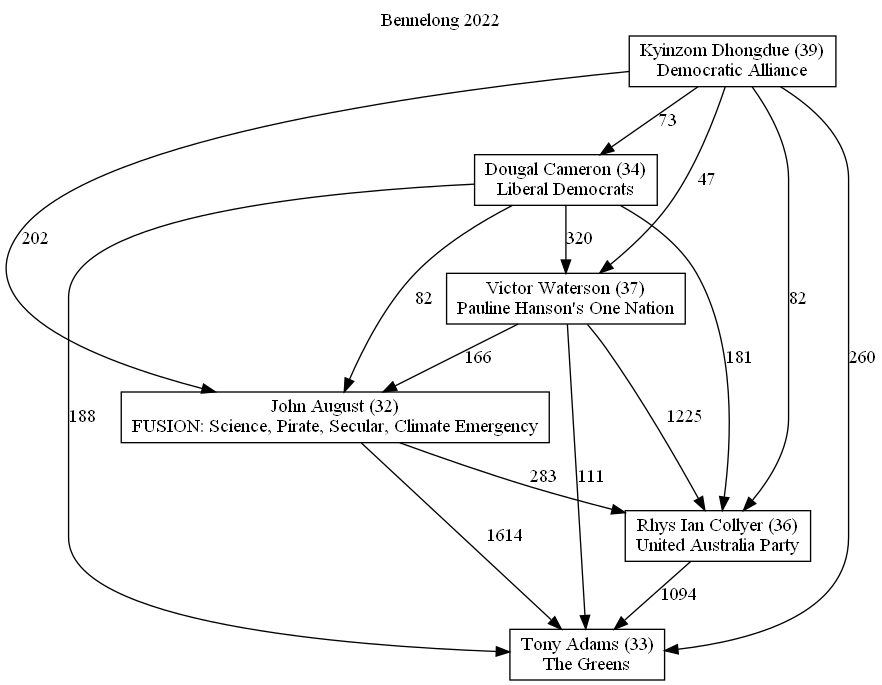 Bennelong 2022
Kyinzom Dhongdue (39)
Democratic Alliance
73
Dougal Cameron (34)
Liberal Democrats
47
202
320
82
82
Victor Waterson (37)
Pauline Hanson's One Nation
166
181
260
188
John August (32)
FUSION: Science, Pirate, Secular, Climate Emergency
1225
283
111
Rhys Ian Collyer (36)
United Australia Party
1614
1094
Tony Adams (33)
The Greens